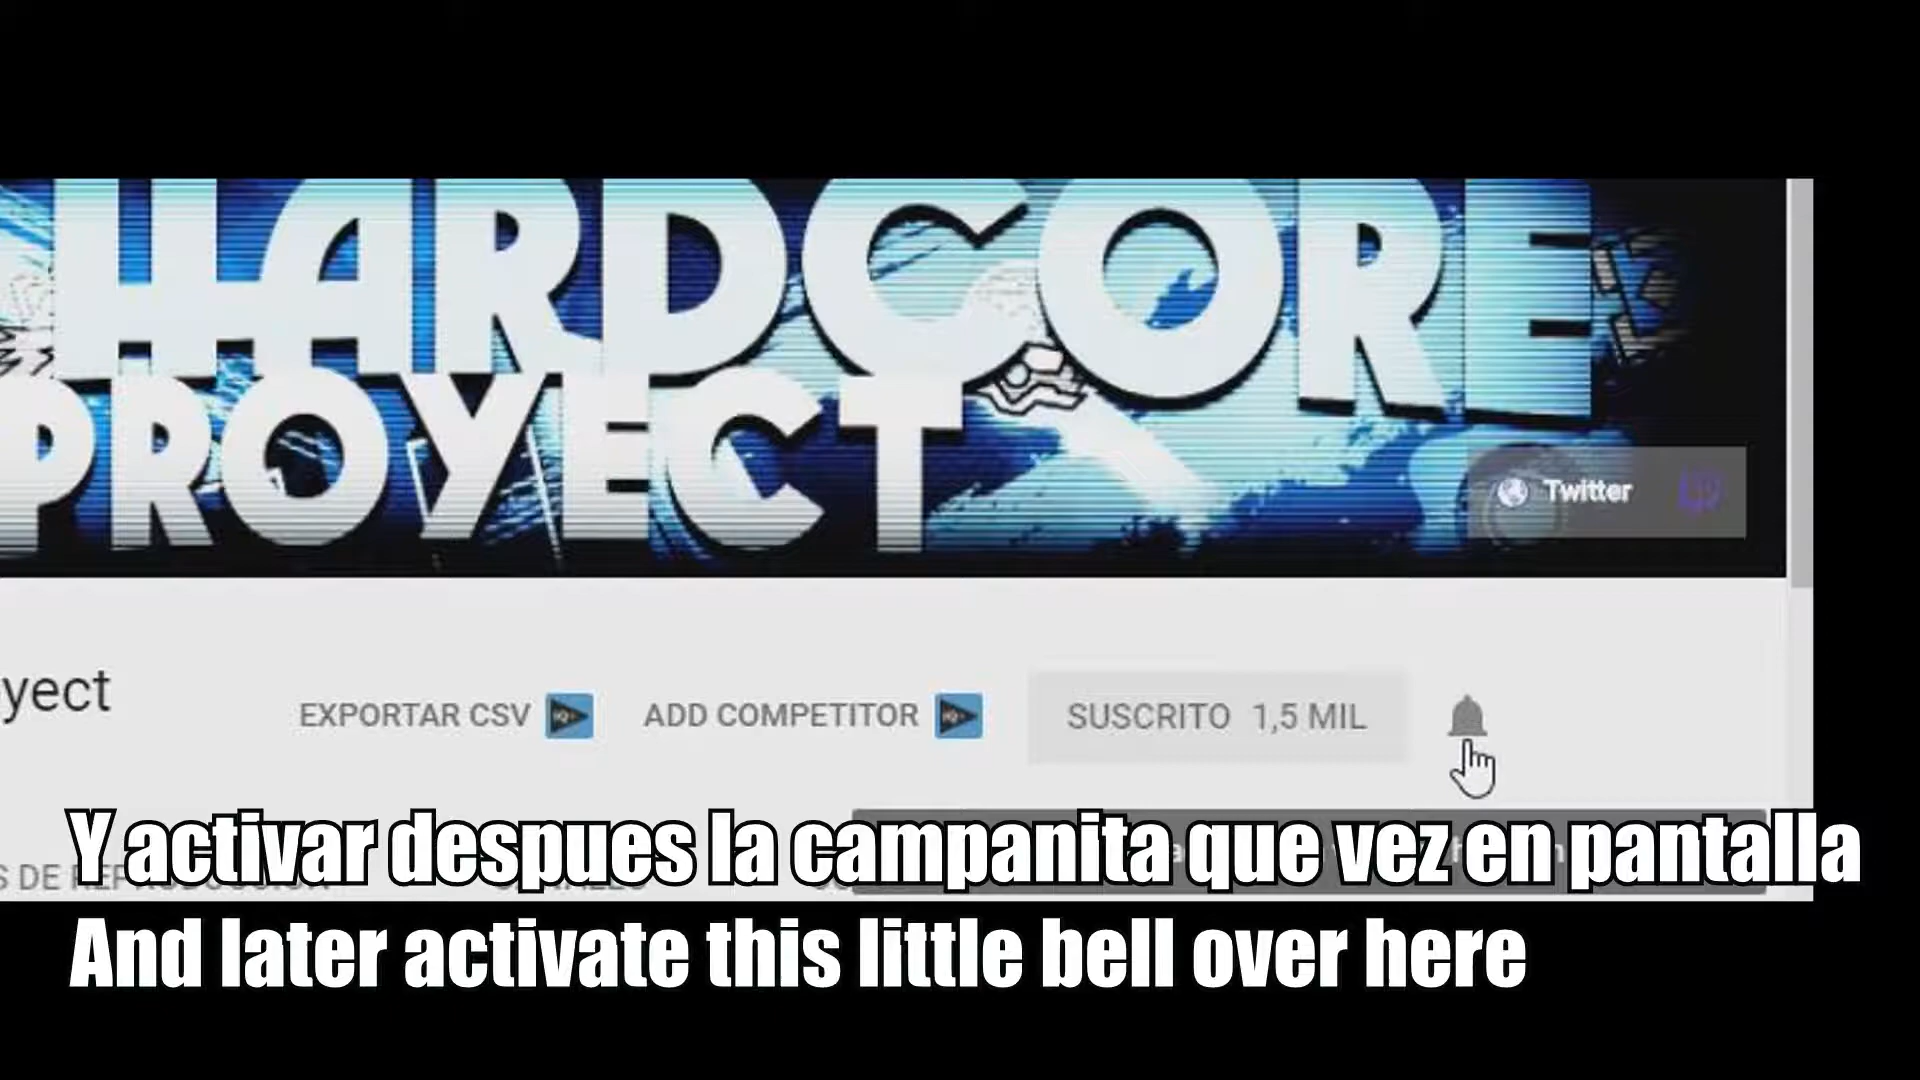 HARDCORE
PROYECT
Twitter
yect
EXPORTAR CSV
ADD COMPETITOR
SUSCRITO 1,5 MIL
Y activar despues la campanita que vez en pantalla
And later activate this little bell over here